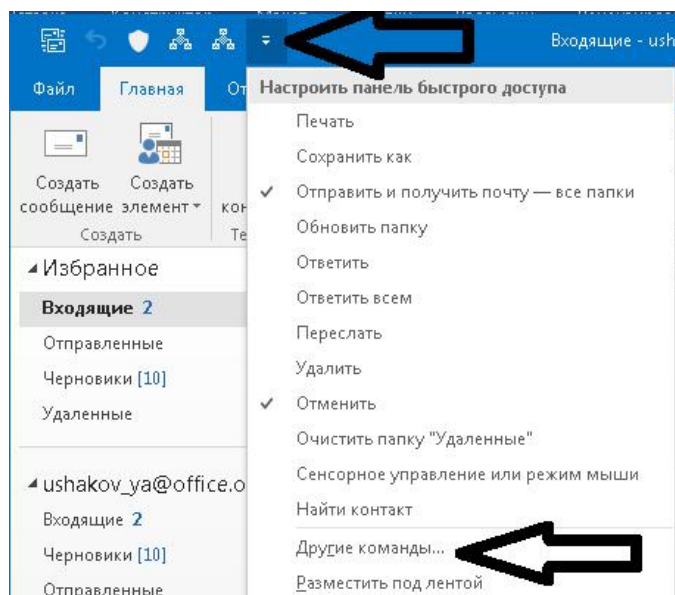 Входящие - ush
Файл
Главная
От
Настроить панель быстрого доступа
Печать
Сохранить как
Отправить и получить почту — все папки
Обновить папку
Ответить
Ответить всем
Переслать
Удалить
Отменить
Очистить папку "Удаленные"
Сенсорное управление или режим мыши
Найти контакт
Другие команды...
Разместить под лентой
Создать
сообщение
Создать
элемент
кон
Создать
Те
Избранное
Входящие 2
Отправленные
Черновики [10]
Удаленные
ushakov_ya@office.o
Входящие 2
Черновики [10]
Отправленные